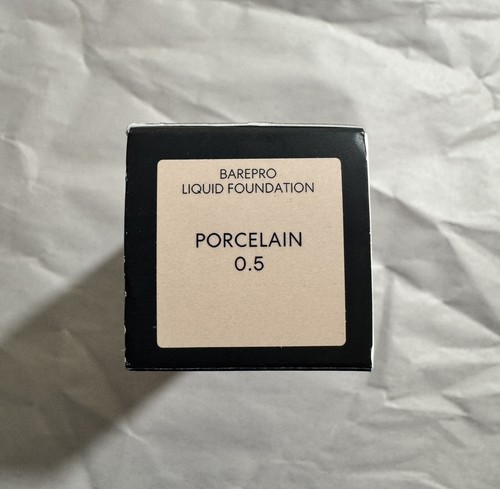 BAREPRO
LIQUID FOUNDATION
PORCELAIN
0.5